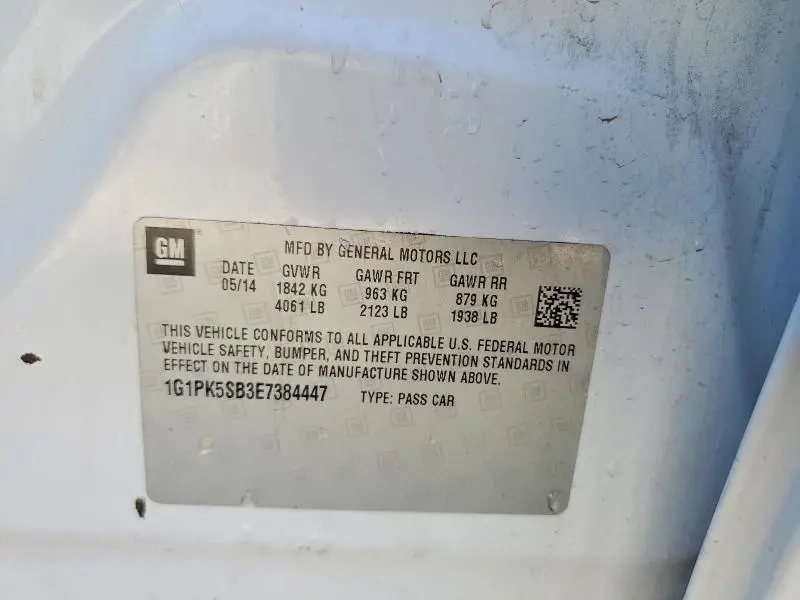 GM
MFD BY GENERAL MOTORS LLC
DATE GVWR GAWR FRT GAWR RR
05/14 1842 KG 963 KG 879 KG
4061 LB 2123 LB 1938 LB
THIS VEHICLE CONFORMS TO ALL APPLICABLE U.S. FEDERAL MOTOR
VEHICLE SAFETY, BUMPER, AND THEFT PREVENTION STANDARDS IN
EFFECT ON THE DATE OF MANUFACTURE SHOWN ABOVE.
1G1PK5SB3E7384447 TYPE: PASS CAR